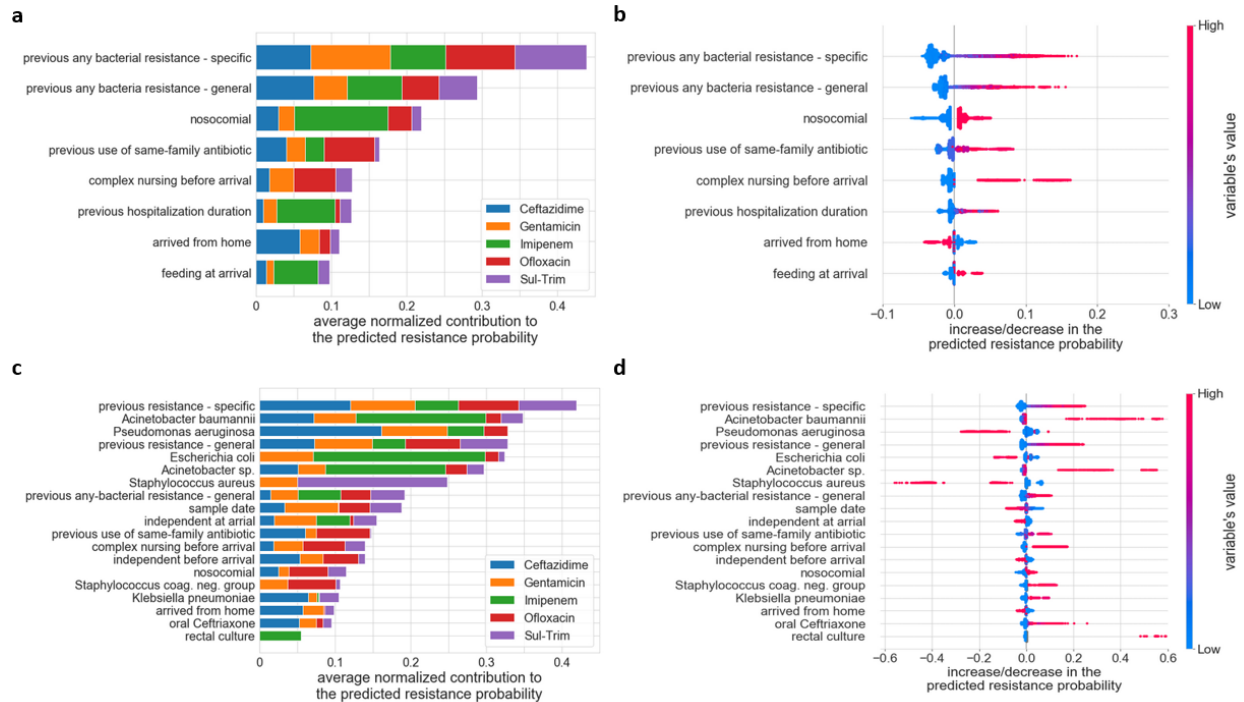 a
previous any bacterial resistance - specific
previous any bacteria resistance - general
nosocomial
previous use of same-family antibiotic
complex nursing before arrival
previous hospitalization duration
arrived from home
feeding at arrival
Ceftazidime
Gentamicin
Imipenem
Ofloxacin
Sul-Trim
0 0.1 0.2 0.3 0.4
average normalized contribution to
the predicted resistance probability
b
previous any bacterial resistance - specific
previous any bacteria resistance - general
nosocomial
previous use of same-family antibiotic
complex nursing before arrival
previous hospitalization duration
arrived from home
feeding at arrival
−0.1 0.0 0.1 0.2 0.3
increase/decrease in the
predicted resistance probability
High
variable's value
Low
c
previous resistance - specific
Acinetobacter baumannii
Pseudomonas aeruginosa
previous resistance - general
Escherichia coli
Acinetobacter sp.
Staphylococcus aureus
previous any-bacterial resistance - general
sample date
independent at arrial
previous use of same-family antibiotic
complex nursing before arrival
independent before arrival
nosocomial
Staphylococcus coag. neg. group
Klebsiella pneumoniae
arrived from home
oral Ceftriaxone
rectal culture
Ceftazidime
Gentamicin
Imipenem
Ofloxacin
Sul-Trim
0 0.1 0.2 0.3 0.4
average normalized contribution to
the predicted resistance probability
d
previous resistance - specific
Acinetobacter baumannii
Pseudomonas aeruginosa
previous resistance - general
Escherichia coli
Acinetobacter sp.
Staphylococcus aureus
previous any-bacterial resistance - general
sample date
independent at arrial
previous use of same-family antibiotic
complex nursing before arrival
independent before arrival
nosocomial
Staphylococcus coag. neg. group
Klebsiella pneumoniae
arrived from home
oral Ceftriaxone
rectal culture
−0.6 −0.4 −0.2 0.0 0.2 0.4 0.6
increase/decrease in the
predicted resistance probability
High
variable's value
Low